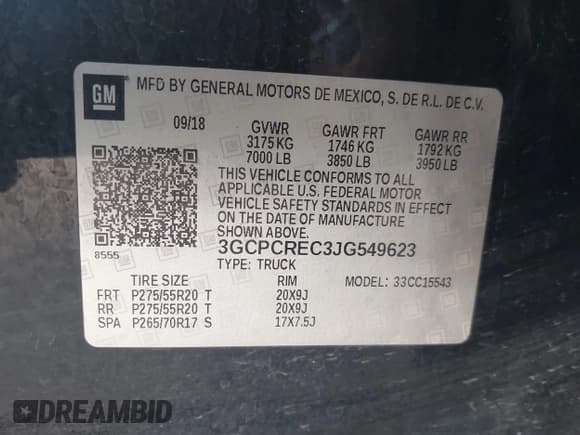 GM
MFD BY GENERAL MOTORS DE MEXICO, S. DE R.L. DE C.V.
09/18 GVWR GAWR FRT GAWR RR
3175 KG 1746 KG 1792 KG
7000 LB 3850 LB 3950 LB
THIS VEHICLE CONFORMS TO ALL
APPLICABLE U.S. FEDERAL MOTOR
VEHICLE SAFETY STANDARDS IN EFFECT
ON THE DATE OF MANUFACTURE
SHOWN ABOVE.
8555
3GCPCREC3JG549623
TYPE: TRUCK MODEL: 33CC15543
TIRE SIZE RIM
FRT P275/55R20 T 20X9J
RR P275/55R20 T 20X9J
SPA P265/70R17 S 17X7.5J
DREAMBID